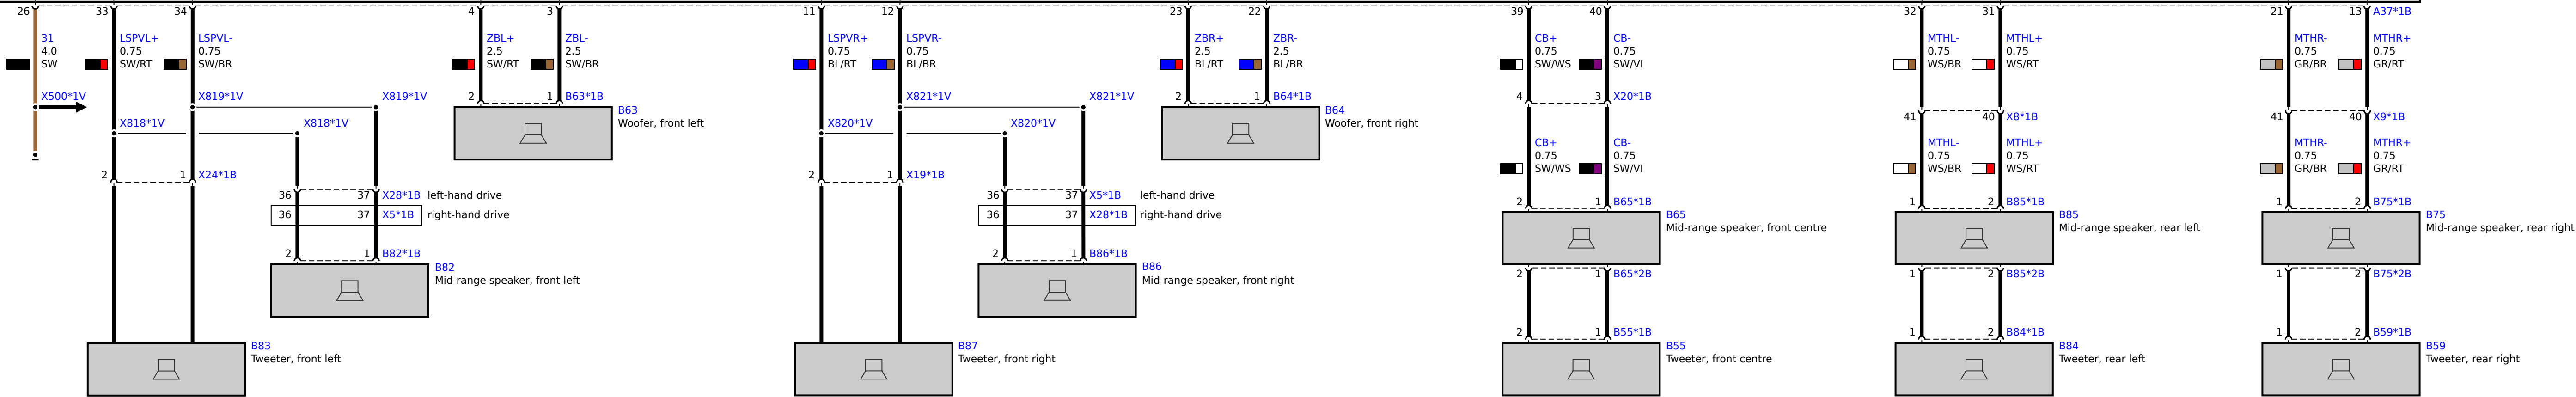 26 33 34 4 3 11 12 23 22 39 40 32 31 21 13 A37*1B
31 LSPVL+ LSPVL- ZBL+ ZBL- LSPVR+ LSPVR- ZBR+ ZBR- CB+ CB- MTHL- MTHL+ MTHR- MTHR+
4.0 0.75 0.75 2.5 2.5 0.75 0.75 2.5 2.5 0.75 0.75 0.75 0.75 0.75 0.75
SW SW/RT SW/BR SW/RT SW/BR BL/RT BL/BR BL/RT BL/BR SW/WS SW/VI WS/BR WS/RT GR/BR GR/RT
X500*1V X819*1V X819*1V 2 1 B63*1B X821*1V X821*1V 2 1 B64*1B 4 3 X20*1B
B63 B64
Woofer, front left Woofer, front right
41 40 X8*1B 41 40 X9*1B
X818*1V X818*1V X820*1V X820*1V
CB+ CB- MTHL- MTHL+ MTHR- MTHR+
0.75 0.75 0.75 0.75 0.75 0.75
SW/WS SW/VI WS/BR WS/RT GR/BR GR/RT
2 1 X24*1B 2 1 X19*1B
36 37 X28*1B left-hand drive 36 37 X5*1B left-hand drive
2 1 B65*1B 1 2 B85*1B 1 2 B75*1B
36 37 X5*1B right-hand drive 36 37 X28*1B right-hand drive
B65 B85 B75
Mid-range speaker, front centre Mid-range speaker, rear left Mid-range speaker, rear right
2 1 B82*1B 2 1 B86*1B
B82 B86
Mid-range speaker, front left Mid-range speaker, front right
2 1 B65*2B 1 2 B85*2B 1 2 B75*2B
2 1 B55*1B 1 2 B84*1B 1 2 B59*1B
B83 B87 B55 B84 B59
Tweeter, front left Tweeter, front right Tweeter, front centre Tweeter, rear left Tweeter, rear right